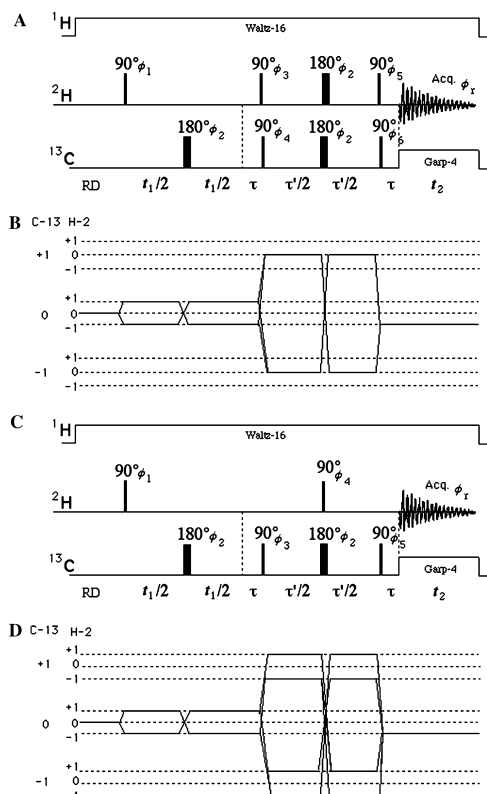 A
¹H
Waltz-16
90°ϕ₁ 90°ϕ₃ 180°ϕ₂ 90°ϕ₅
Acq. ϕᵣ
²H
180°ϕ₂ 90°ϕ₄ 180°ϕ₂ 90°ϕ₆
¹³C
Garp-4
RD t₁/2 t₁/2 τ τ'/2 τ'/2 τ t₂
B
C-13 H-2
+1
+1 0
-1
+1
0 0
-1
+1
-1 0
-1
C
¹H
Waltz-16
90°ϕ₁ 90°ϕ₄
Acq. ϕᵣ
²H
180°ϕ₂ 90°ϕ₃ 180°ϕ₂ 90°ϕ₅
¹³C
Garp-4
RD t₁/2 t₁/2 τ τ'/2 τ'/2 τ t₂
D
C-13 H-2
+1
+1 0
-1
+1
0 0
-1
+1
-1 0